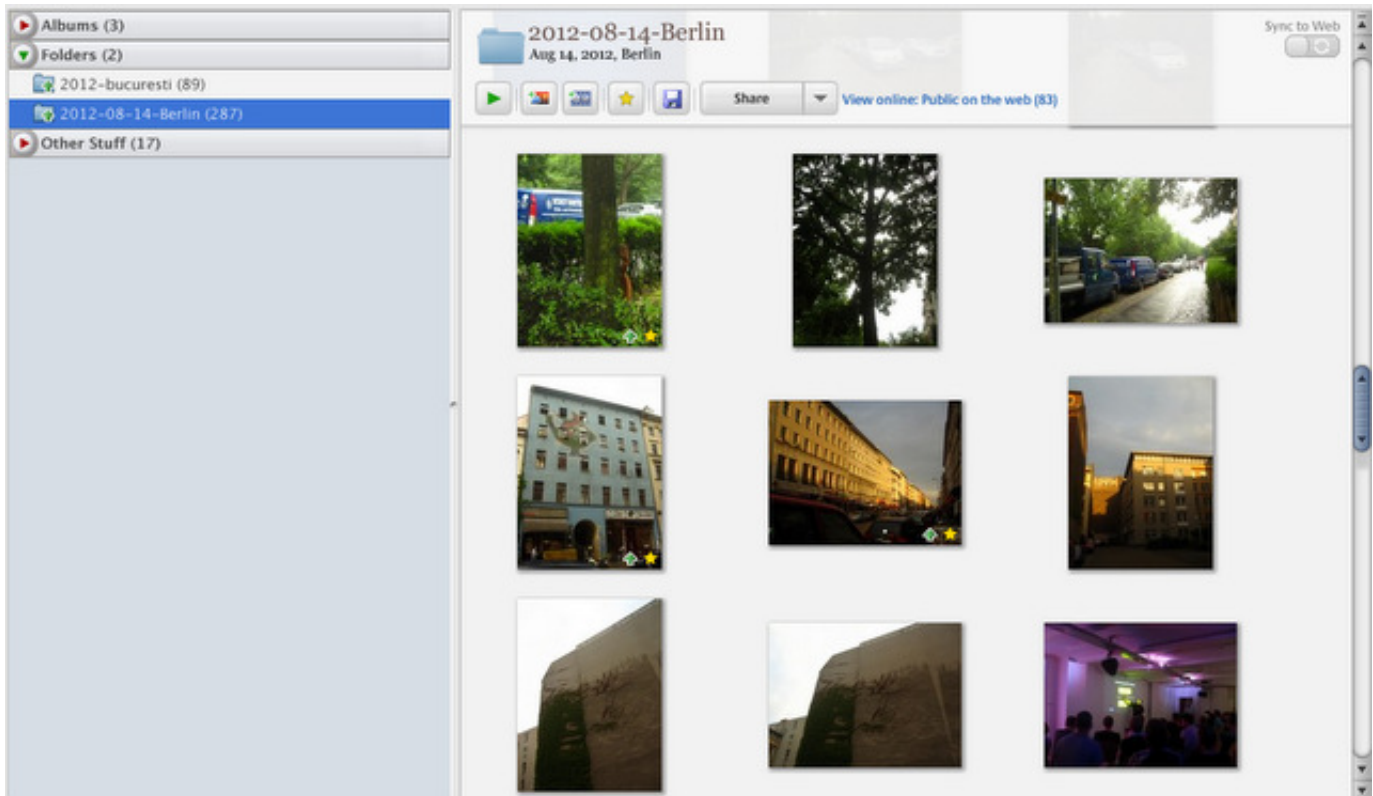 Albums (3)
Folders (2)
2012-bucuresti (89)
2012-08-14-Berlin (287)
Other Stuff (17)
2012-08-14-Berlin
Aug 14, 2012, Berlin
Sync to Web
Share
View online: Public on the web (83)